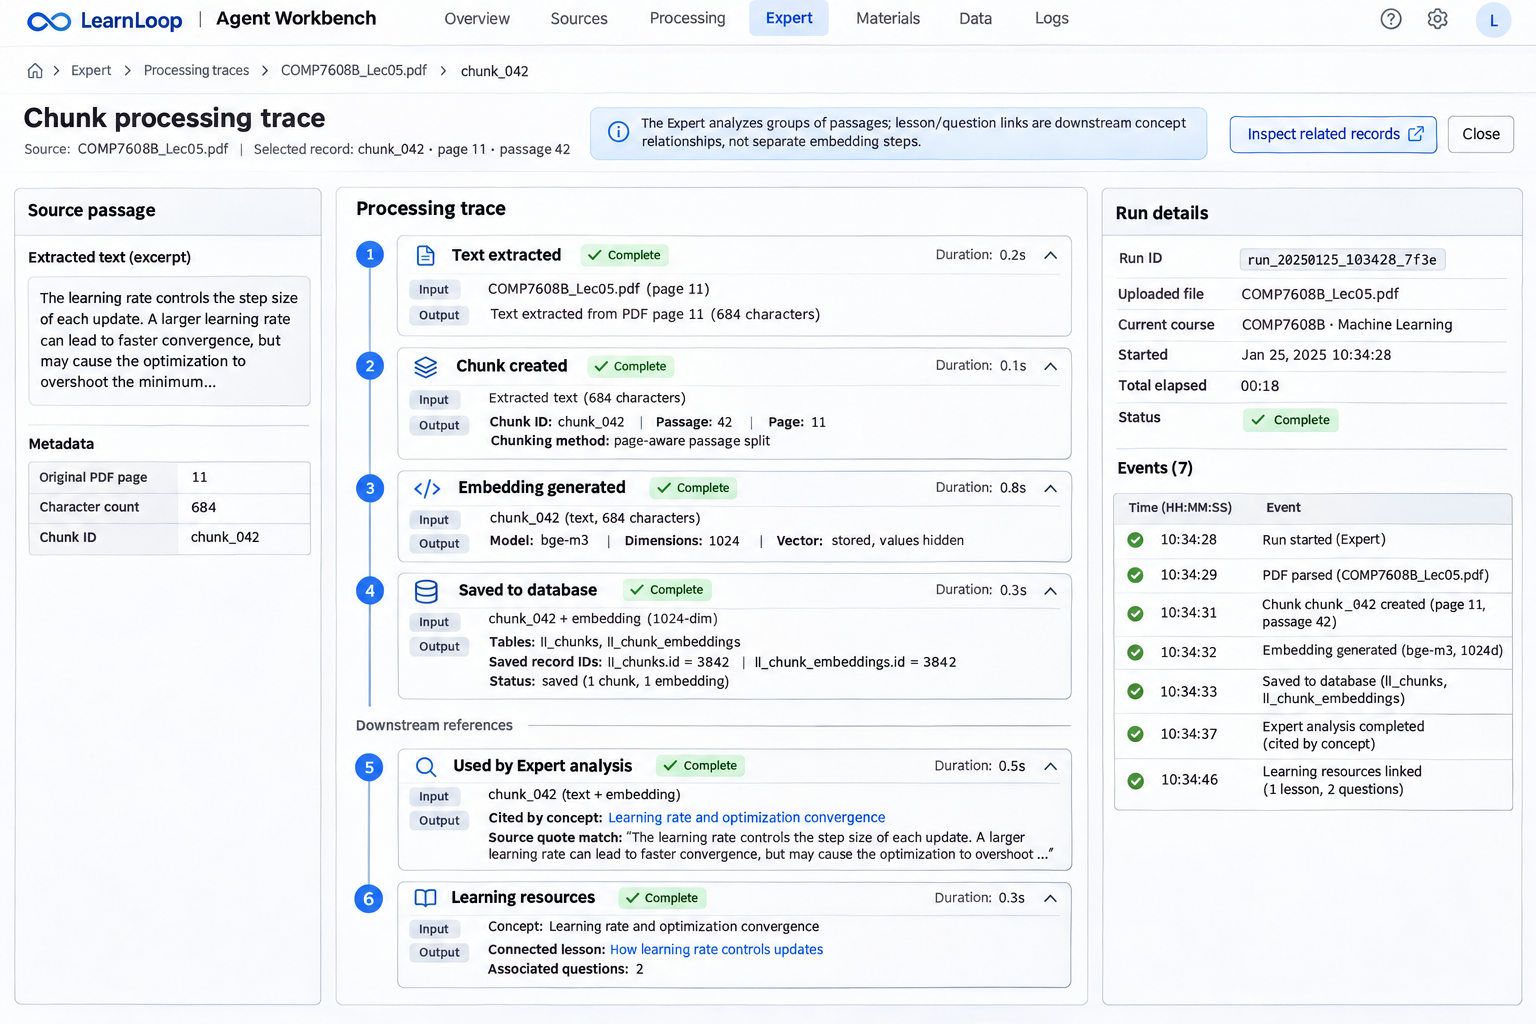 LearnLoop | Agent Workbench
Overview Sources Processing Expert Materials Data Logs
? L
Expert > Processing traces > COMP7608B_Lec05.pdf > chunk_042
Chunk processing trace
Source: COMP7608B_Lec05.pdf | Selected record: chunk_042 · page 11 · passage 42
The Expert analyzes groups of passages; lesson/question links are downstream concept
relationships, not separate embedding steps.
Inspect related records
Close
Source passage
Extracted text (excerpt)
The learning rate controls the step size
of each update. A larger learning rate
can lead to faster convergence, but
may cause the optimization to
overshoot the minimum...
Metadata
Original PDF page 11
Character count 684
Chunk ID chunk_042
Processing trace
1 Text extracted Complete Duration: 0.2s
Input COMP7608B_Lec05.pdf (page 11)
Output Text extracted from PDF page 11 (684 characters)
2 Chunk created Complete Duration: 0.1s
Input Extracted text (684 characters)
Output Chunk ID: chunk_042 | Passage: 42 | Page: 11
Chunking method: page-aware passage split
3 Embedding generated Complete Duration: 0.8s
Input chunk_042 (text, 684 characters)
Output Model: bge-m3 | Dimensions: 1024 | Vector: stored, values hidden
4 Saved to database Complete Duration: 0.3s
Input chunk_042 + embedding (1024-dim)
Output Tables: ll_chunks, ll_chunk_embeddings
Saved record IDs: ll_chunks.id = 3842 | ll_chunk_embeddings.id = 3842
Status: saved (1 chunk, 1 embedding)
Downstream references
5 Used by Expert analysis Complete Duration: 0.5s
Input chunk_042 (text + embedding)
Output Cited by concept: Learning rate and optimization convergence
Source quote match: "The learning rate controls the step size of each update. A larger
learning rate can lead to faster convergence, but may cause the optimization to overshoot ..."
6 Learning resources Complete Duration: 0.3s
Input Concept: Learning rate and optimization convergence
Output Connected lesson: How learning rate controls updates
Associated questions: 2
Run details
Run ID run_20250125_103428_7f3e
Uploaded file COMP7608B_Lec05.pdf
Current course COMP7608B · Machine Learning
Started Jan 25, 2025 10:34:28
Total elapsed 00:18
Status Complete
Events (7)
Time (HH:MM:SS) Event
10:34:28 Run started (Expert)
10:34:29 PDF parsed (COMP7608B_Lec05.pdf)
10:34:31 Chunk chunk_042 created (page 11,
passage 42)
10:34:32 Embedding generated (bge-m3, 1024d)
10:34:33 Saved to database (ll_chunks,
ll_chunk_embeddings)
10:34:37 Expert analysis completed
(cited by concept)
10:34:46 Learning resources linked
(1 lesson, 2 questions)